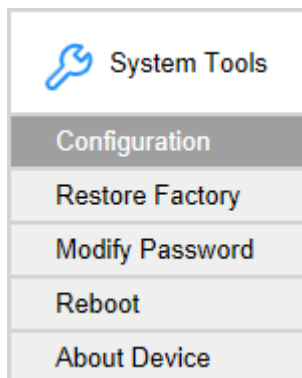 System Tools
Configuration
Restore Factory
Modify Password
Reboot
About Device